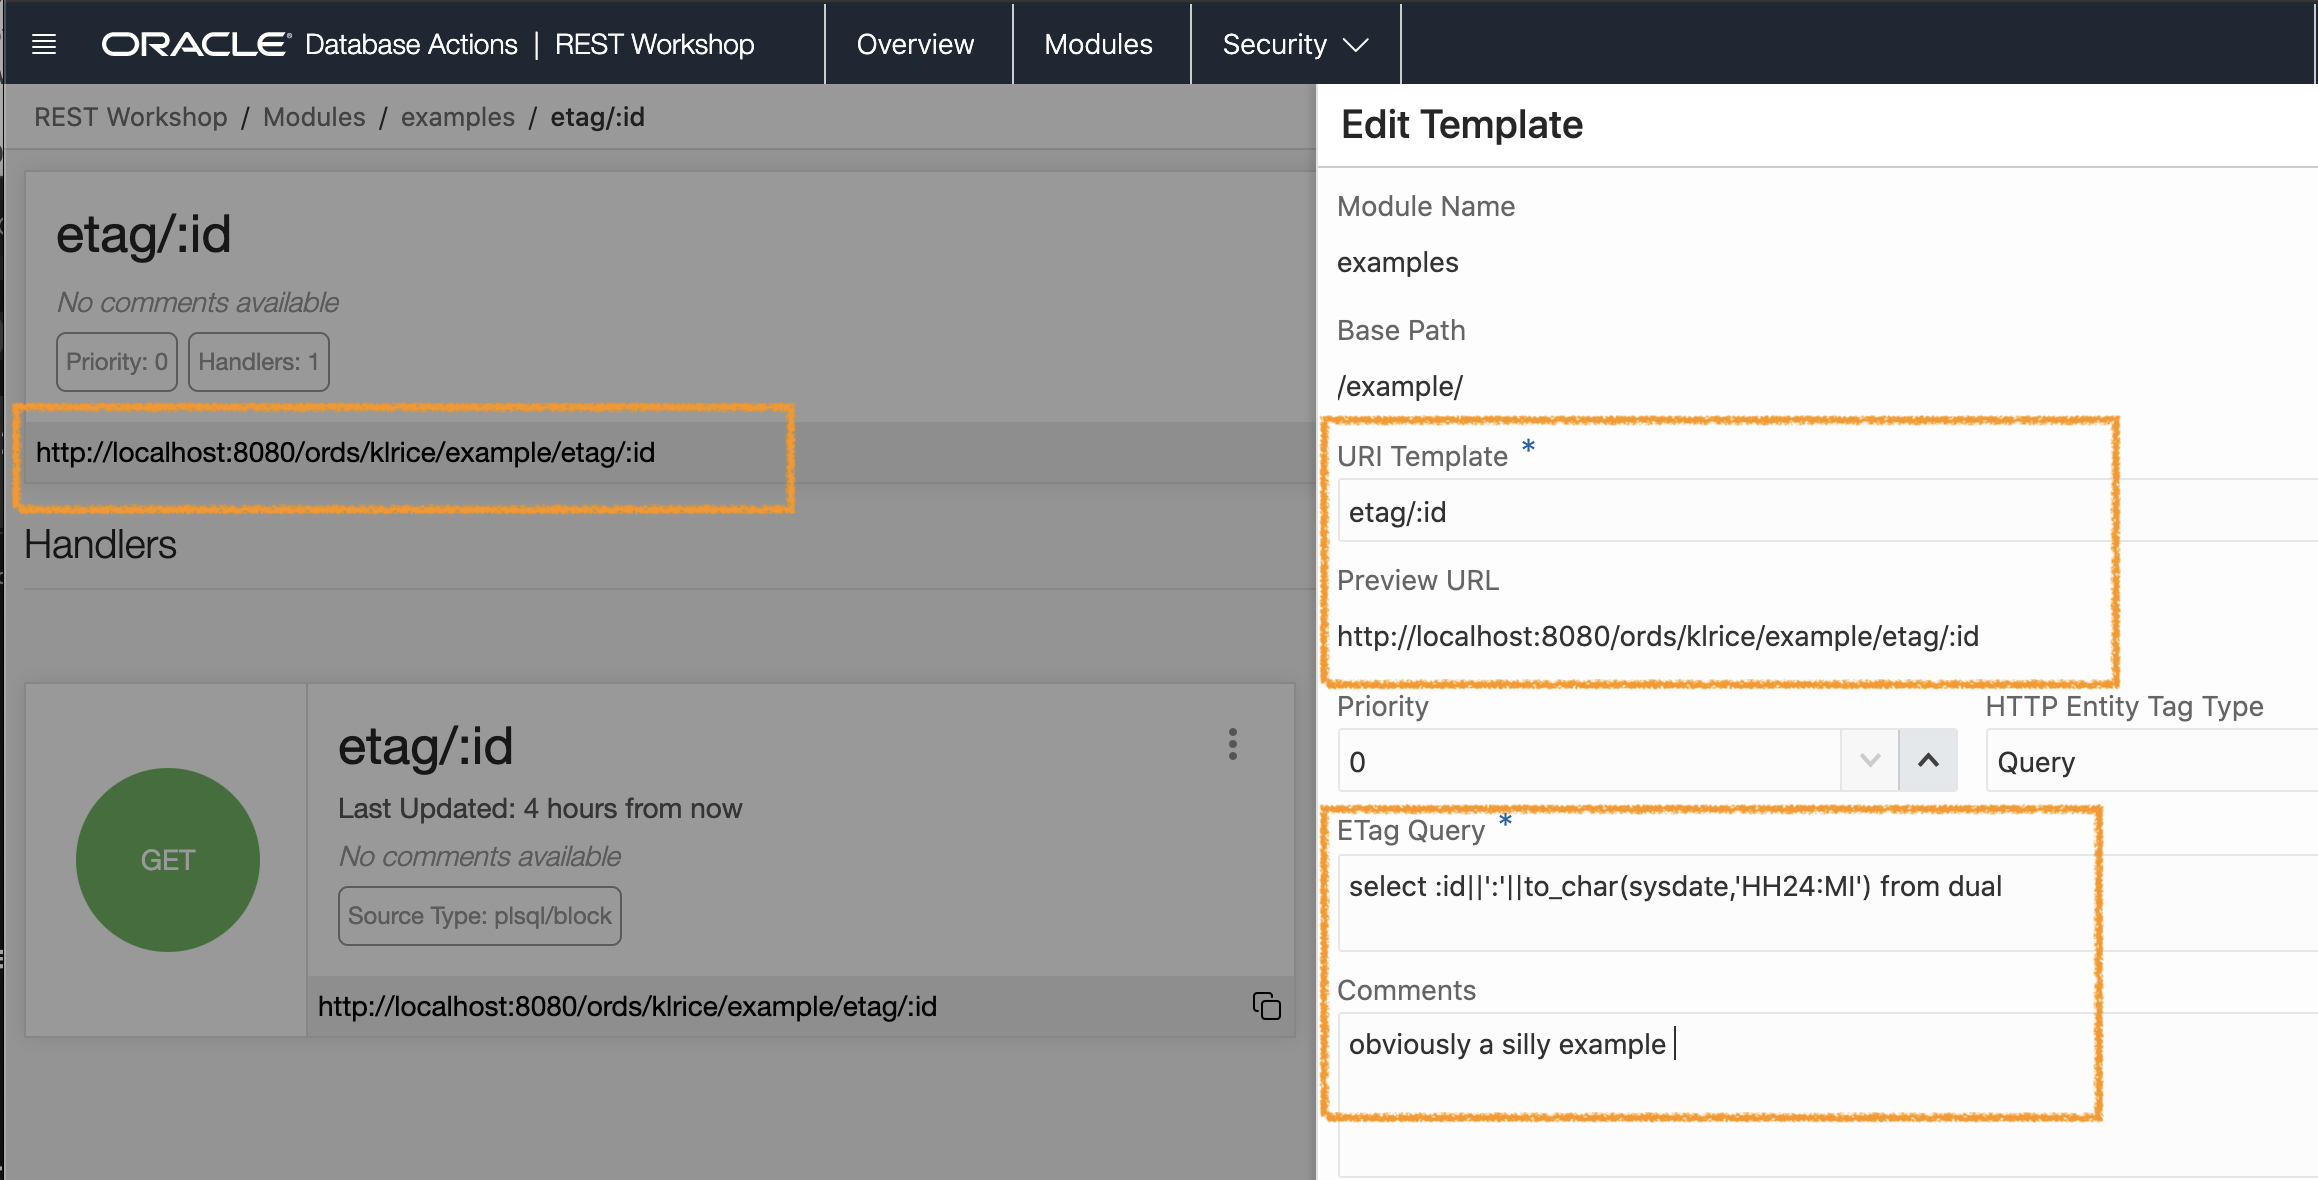 ORACLE Database Actions | REST Workshop
Overview
Modules
Security
REST Workshop / Modules / examples / etag/:id
etag/:id
No comments available
Priority: 0
Handlers: 1
http://localhost:8080/ords/klrice/example/etag/:id
Handlers
GET
etag/:id
Last Updated: 4 hours from now
No comments available
Source Type: plsql/block
http://localhost:8080/ords/klrice/example/etag/:id
Edit Template
Module Name
examples
Base Path
/example/
URI Template *
etag/:id
Preview URL
http://localhost:8080/ords/klrice/example/etag/:id
Priority
0
HTTP Entity Tag Type
Query
ETag Query *
select :id||':'||to_char(sysdate,'HH24:MI') from dual
Comments
obviously a silly example